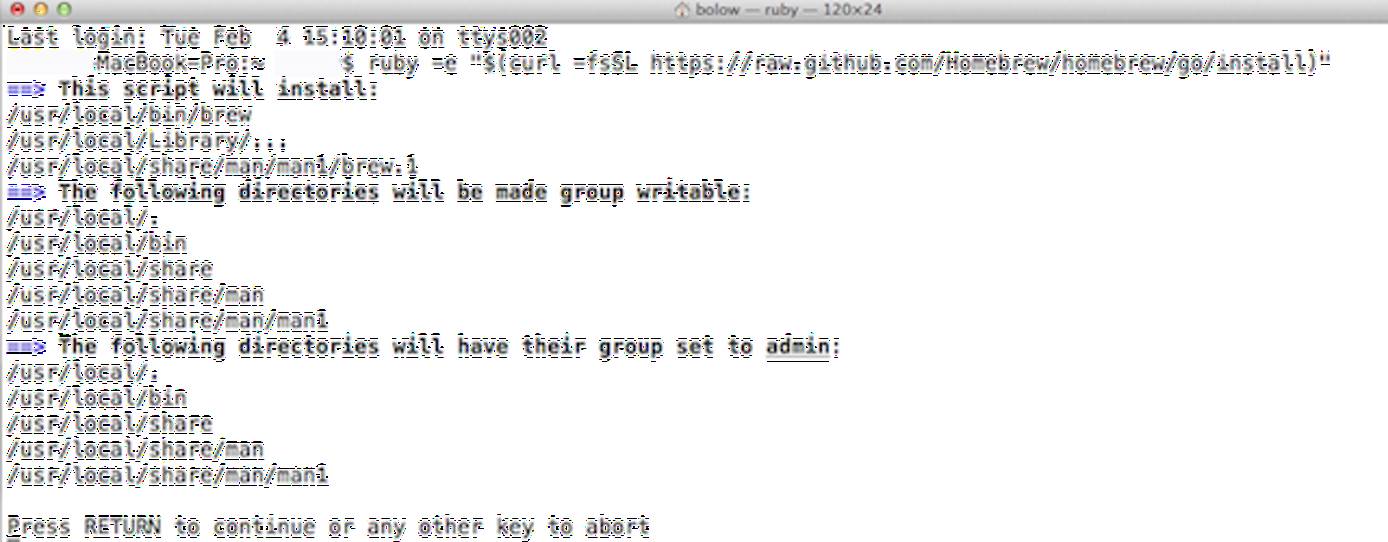 bolow — ruby — 120×24
Last login: Tue Feb  4 15:10:01 on ttys002
MacBook-Pro:~ $ ruby -e "$(curl -fsSL https://raw.github.com/Homebrew/homebrew/go/install)"
==> This script will install:
/usr/local/bin/brew
/usr/local/Library/...
/usr/local/share/man/man1/brew.1
==> The following directories will be made group writable:
/usr/local/.
/usr/local/bin
/usr/local/share
/usr/local/share/man
/usr/local/share/man/man1
==> The following directories will have their group set to admin:
/usr/local/.
/usr/local/bin
/usr/local/share
/usr/local/share/man
/usr/local/share/man/man1
Press RETURN to continue or any other key to abort